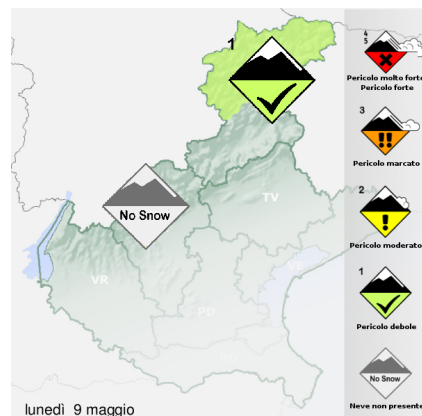 1
No Snow
TV
VR
PD
lunedì 9 maggio
4
5
Pericolo molto forte
Pericolo forte
3
Pericolo marcato
2
Pericolo moderato
1
Pericolo debole
No Snow
Neve non presente